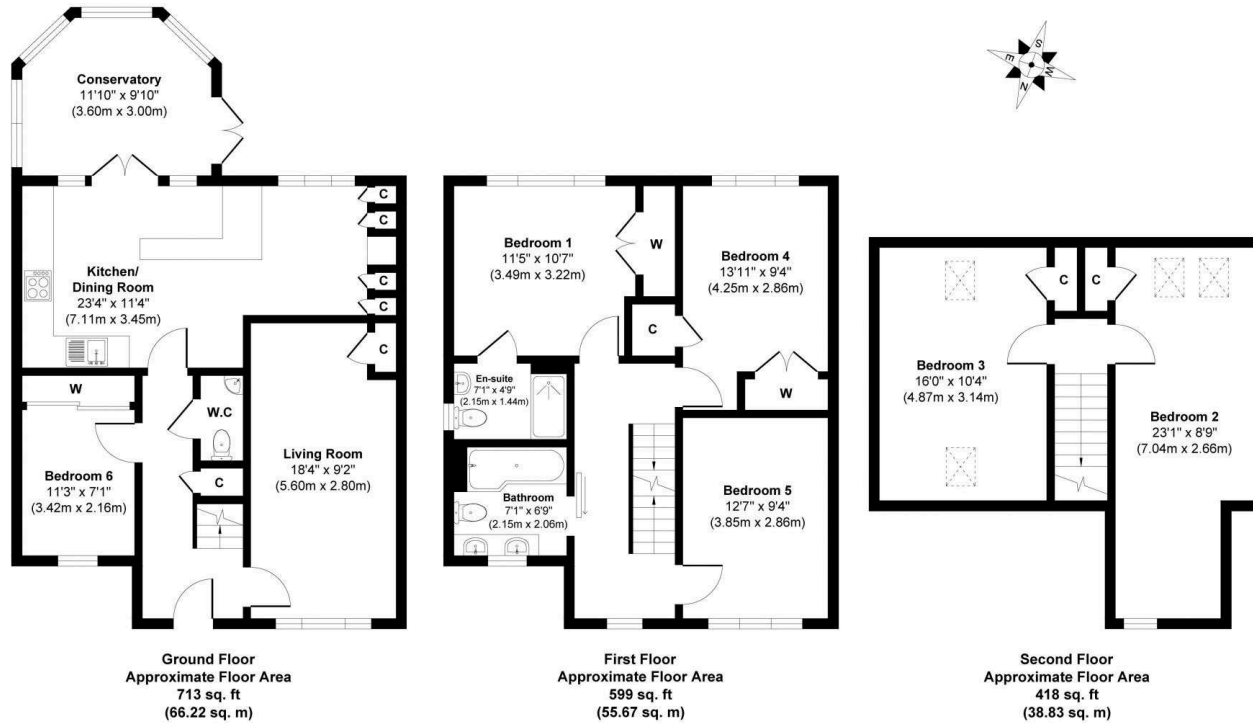 Conservatory
11'10" x 9'10"
(3.60m x 3.00m)
Kitchen/
Dining Room
23'4" x 11'4"
(7.11m x 3.45m)
C
C
C
C
C
W
W.C
C
Bedroom 6
11'3" x 7'1"
(3.42m x 2.16m)
Living Room
18'4" x 9'2"
(5.60m x 2.80m)
Ground Floor
Approximate Floor Area
713 sq. ft
(66.22 sq. m)
Bedroom 1
11'5" x 10'7"
(3.49m x 3.22m)
W
Bedroom 4
13'11" x 9'4"
(4.25m x 2.86m)
C
W
En-suite
7'1" x 4'9"
(2.15m x 1.44m)
Bathroom
7'1" x 6'9"
(2.15m x 2.06m)
Bedroom 5
12'7" x 9'4"
(3.85m x 2.86m)
First Floor
Approximate Floor Area
599 sq. ft
(55.67 sq. m)
S
E
W
N
C
C
Bedroom 3
16'0" x 10'4"
(4.87m x 3.14m)
Bedroom 2
23'1" x 8'9"
(7.04m x 2.66m)
Second Floor
Approximate Floor Area
418 sq. ft
(38.83 sq. m)